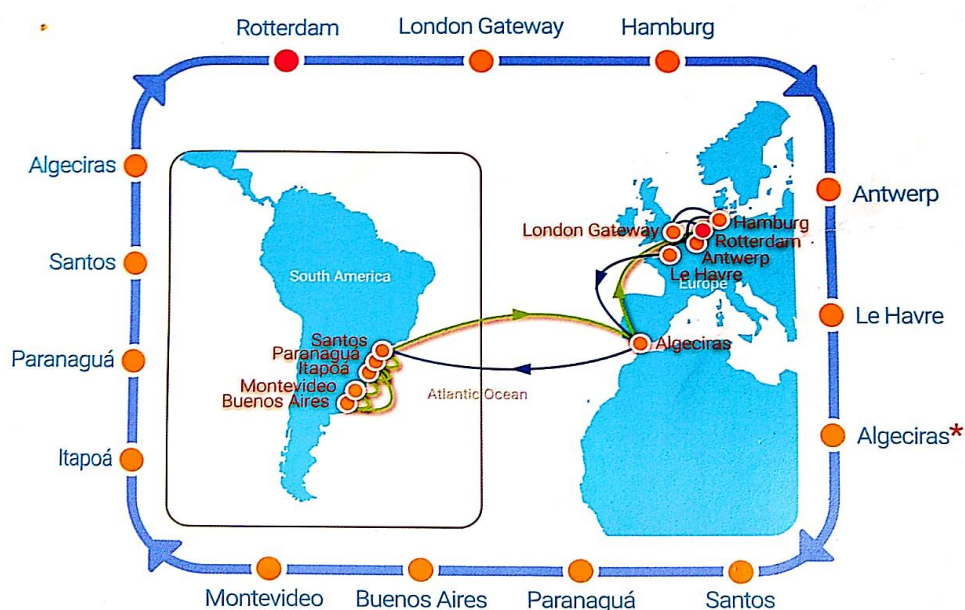 Rotterdam
London Gateway
Hamburg
Algeciras
Antwerp
Santos
Le Havre
Paranaguá
Algeciras*
Itapoá
Montevideo
Buenos Aires
Paranaguá
Santos
South America
Santos
Paranaguá
Itapoá
Montevideo
Buenos Aires
Atlantic Ocean
London Gateway
Hamburg
Rotterdam
Antwerp
Le Havre
Europe
Algeciras